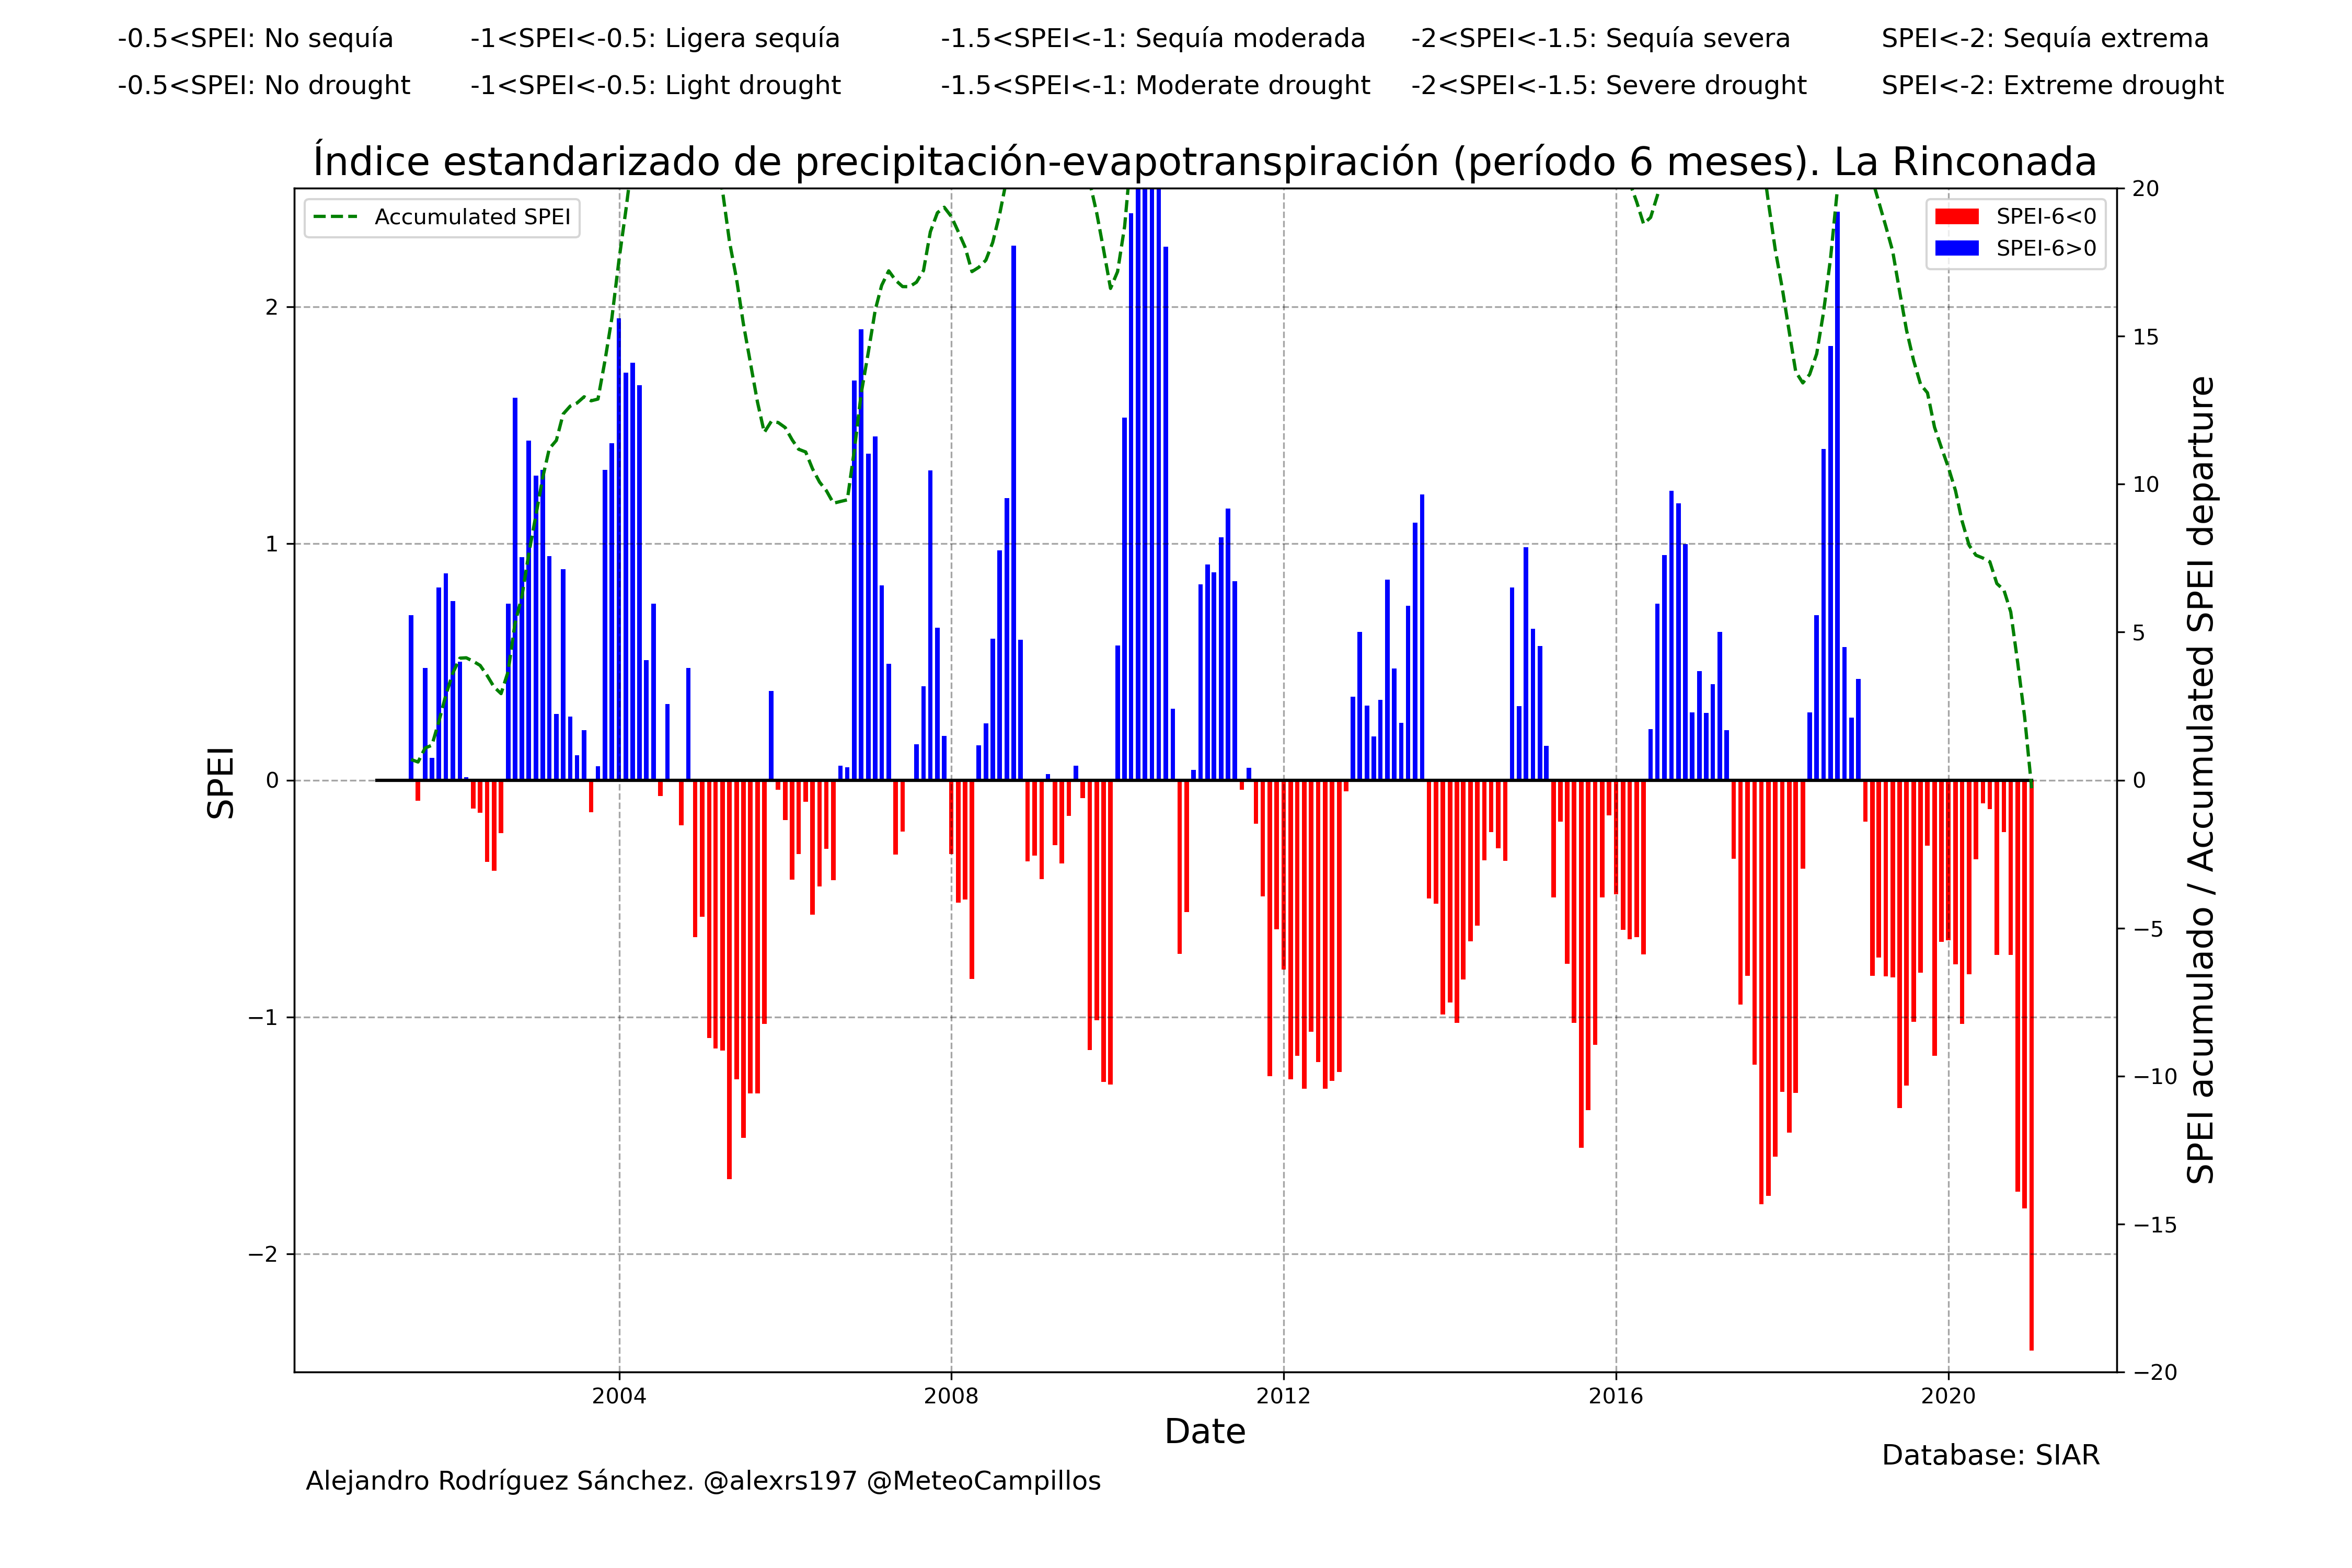 -0.5<SPEI: No sequía -1<SPEI<-0.5: Ligera sequía -1.5<SPEI<-1: Sequía moderada -2<SPEI<-1.5: Sequía severa SPEI<-2: Sequía extrema
-0.5<SPEI: No drought -1<SPEI<-0.5: Light drought -1.5<SPEI<-1: Moderate drought -2<SPEI<-1.5: Severe drought SPEI<-2: Extreme drought
Índice estandarizado de precipitación-evapotranspiración (período 6 meses). La Rinconada
Accumulated SPEI
SPEI-6<0
SPEI-6>0
SPEI
2
1
0
−1
−2
20
15
10
5
0
−5
−10
−15
−20
SPEI acumulado / Accumulated SPEI departure
2004 2008 2012 2016 2020
Date
Database: SIAR
Alejandro Rodríguez Sánchez. @alexrs197 @MeteoCampillos